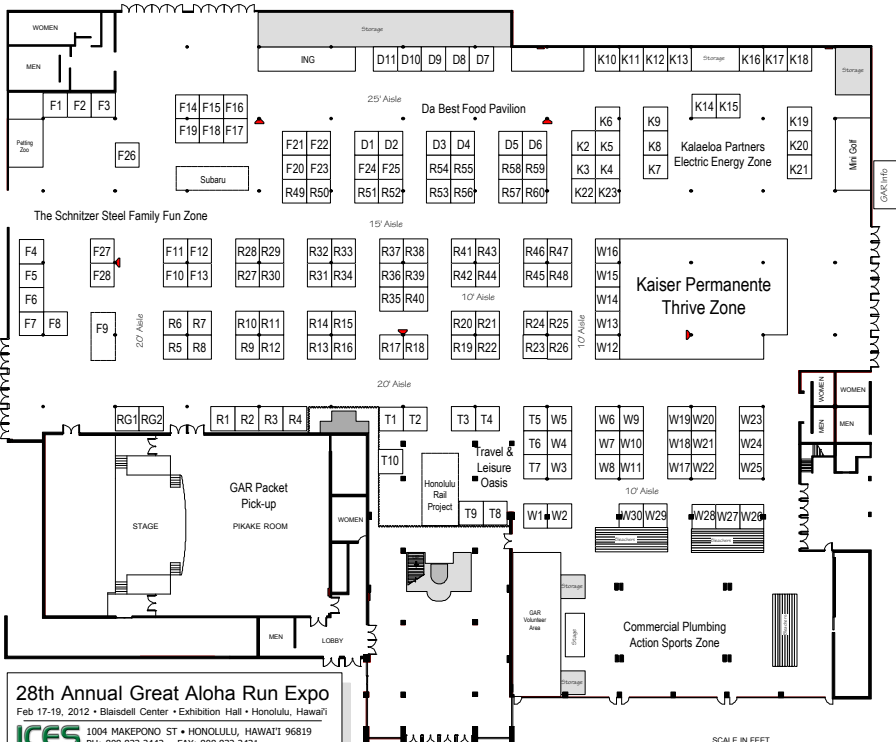 WOMEN
Storage
MEN
ING
D11 D10 D9 D8 D7
K10 K11 K12 K13 Storage K16 K17 K18
Storage
F1 F2 F3
25' Aisle
Da Best Food Pavilion
F14 F15 F16
K14 K15
F19 F18 F17
K6 K9 K19
Petting
Zoo
F26
F21 F22 D1 D2 D3 D4 D5 D6 K2 K5 K8 K20
Kalaeloa Partners
Electric Energy Zone
Mini Golf
F20 F23 F24 F25 R54 R55 R58 R59 K3 K4 K7 K21
Subaru
R49 R50 R51 R52 R53 R56 R57 R60 K22 K23
GAR Info
The Schnitzer Steel Family Fun Zone
15' Aisle
F4 F27 F11 F12 R28 R29 R32 R33 R37 R38 R41 R43 R46 R47 W16
F5 F28 F10 F13 R27 R30 R31 R34 R36 R39 R42 R44 R45 R48 W15
Kaiser Permanente
Thrive Zone
F6 R35 R40 10' Aisle W14
F7 F8 F9 20' Aisle R6 R7 R10 R11 R14 R15 R20 R21 R24 R25 10' Aisle W13
R5 R8 R9 R12 R13 R16 R17 R18 R19 R22 R23 R26 W12
20' Aisle
WOMEN WOMEN
RG1 RG2 R1 R2 R3 R4 T1 T2 T3 T4 T5 W5 W6 W9 W19 W20 W23
MEN MEN
T6 W4 W7 W10 W18 W21 W24
Travel &
Leisure
Oasis
T10 T7 W3 W8 W11 W17 W22 W25
GAR Packet
Pick-up
PIKAKE ROOM
STAGE
WOMEN
Honolulu
Rail
Project
10' Aisle
T9 T8 W1 W2 W30 W29 W28 W27 W26
Bleachers
Storage
GAR
Volunteer
Area
Stage
Commercial Plumbing
Action Sports Zone
MEN
LOBBY
Storage
28th Annual Great Aloha Run Expo
Feb 17-19, 2012 • Blaisdell Center • Exhibition Hall • Honolulu, Hawai'i
ICES 1004 MAKEPONO ST • HONOLULU, HAWAI'I 96819
SCALE IN FEET